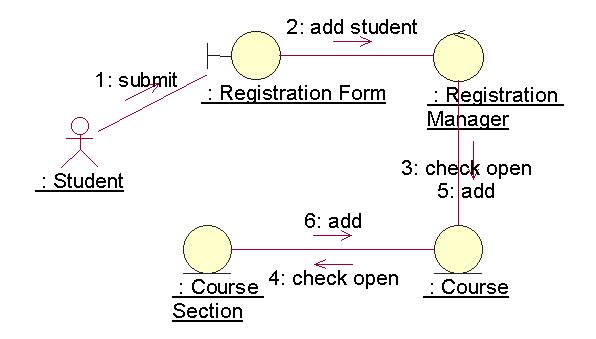 2: add student
1: submit
: Registration Form
: Registration
Manager
: Student
3: check open
5: add
6: add
4: check open
: Course
Section
: Course